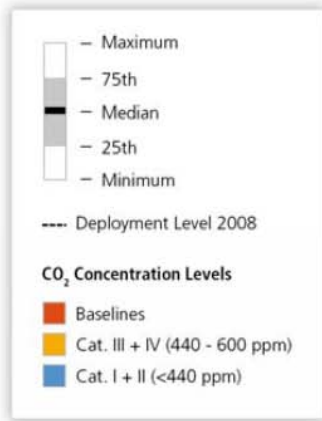 – Maximum
– 75th
– Median
– 25th
– Minimum
---- Deployment Level 2008
CO₂ Concentration Levels
Baselines
Cat. III + IV (440 - 600 ppm)
Cat. I + II (<440 ppm)